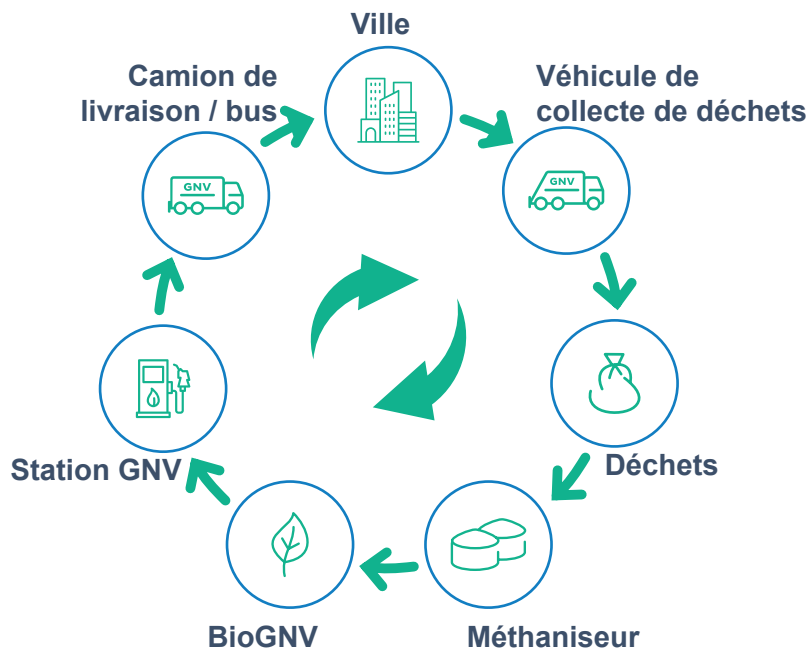 Ville
Camion de
livraison / bus
Véhicule de
collecte de déchets
GNV
GNV
Station GNV
Déchets
BioGNV
Méthaniseur